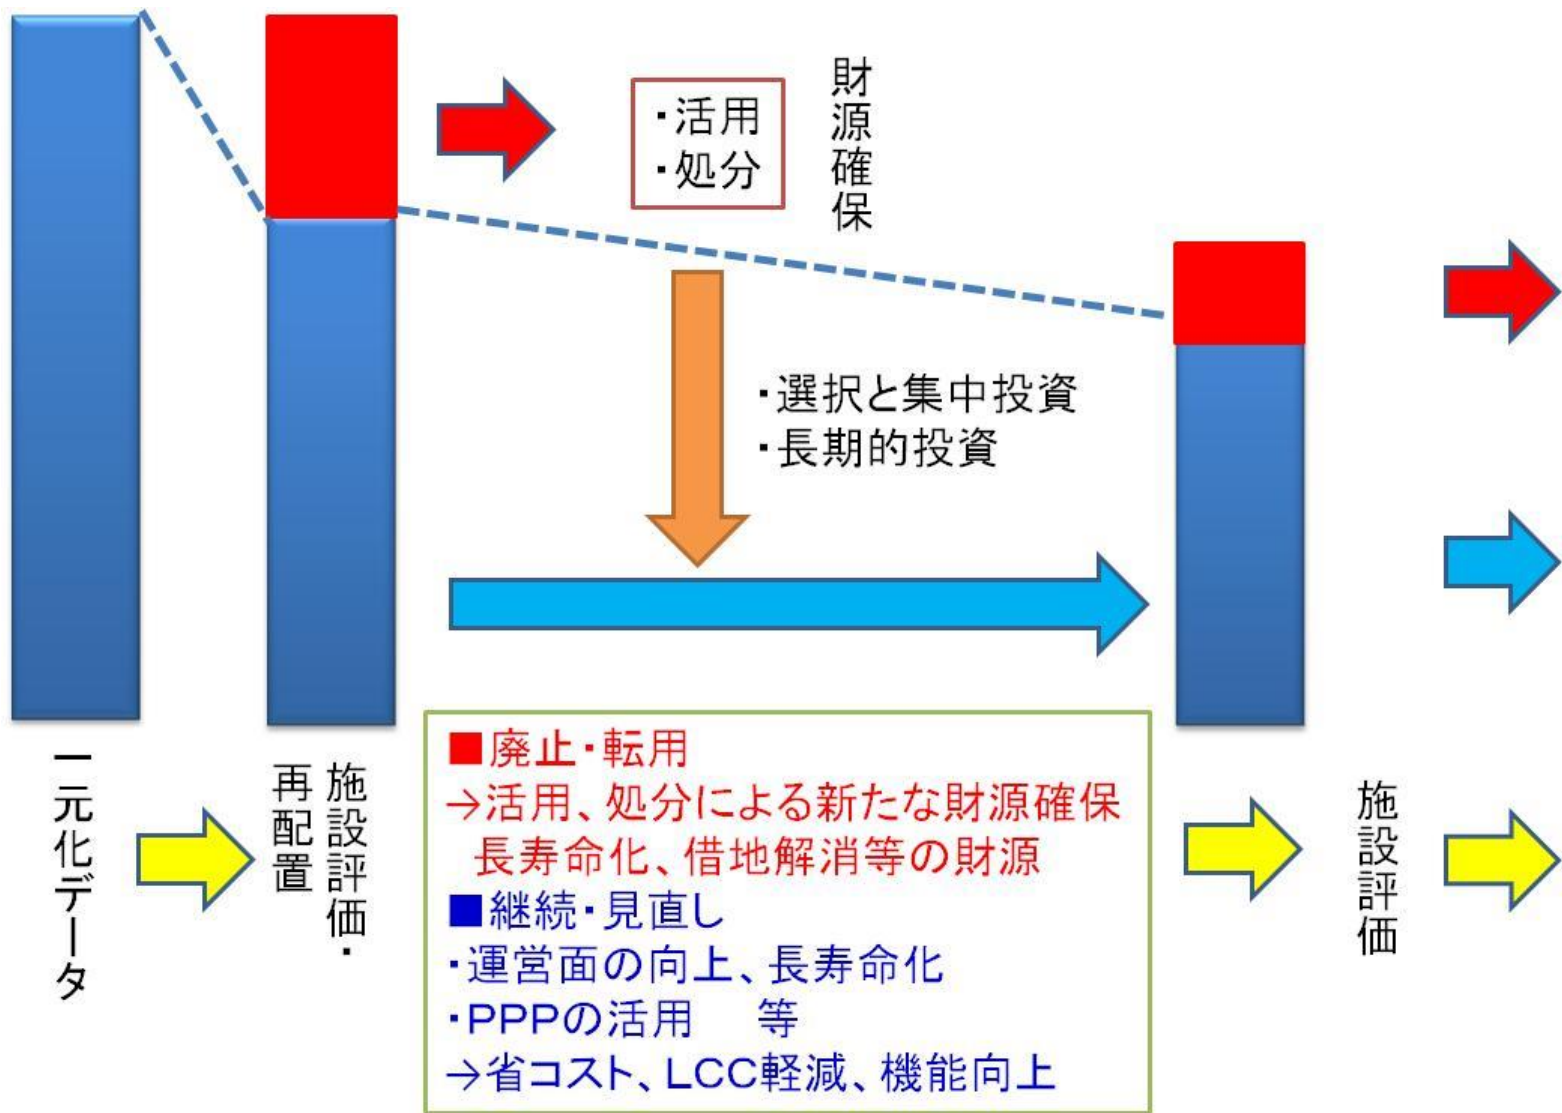 ・活用
・処分
財源確保
・選択と集中投資
・長期的投資
一元化データ
施設評価・
再配置
■廃止・転用
→活用、処分による新たな財源確保
長寿命化、借地解消等の財源
■継続・見直し
・運営面の向上、長寿命化
・PPPの活用　等
→省コスト、LCC軽減、機能向上
施設評価